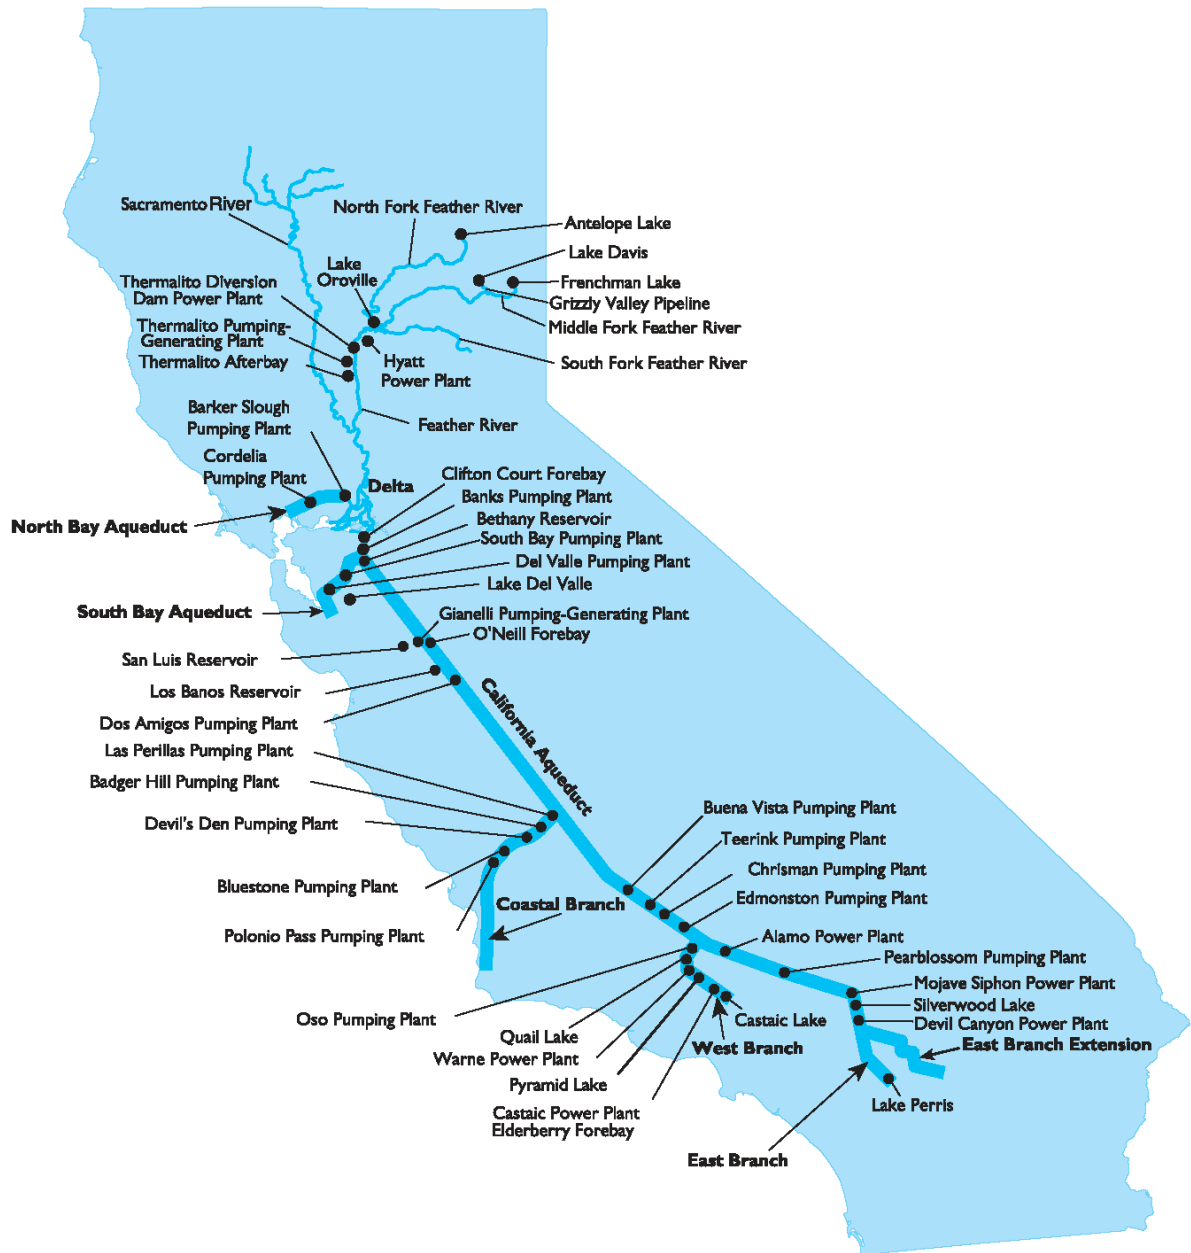 Sacramento River
North Fork Feather River
Antelope Lake
Lake Davis
Lake
Oroville
Thermalito Diversion
Dam Power Plant
Frenchman Lake
Grizzly Valley Pipeline
Middle Fork Feather River
Thermalito Pumping-
Generating Plant
Thermalito Afterbay
Hyatt
Power Plant
South Fork Feather River
Barker Slough
Pumping Plant
Feather River
Cordelia
Pumping Plant
Delta
Clifton Court Forebay
Banks Pumping Plant
Bethany Reservoir
North Bay Aqueduct
South Bay Pumping Plant
Del Valle Pumping Plant
Lake Del Valle
South Bay Aqueduct
Gianelli Pumping-Generating Plant
O'Neill Forebay
San Luis Reservoir
Los Banos Reservoir
Dos Amigos Pumping Plant
California Aqueduct
Las Perillas Pumping Plant
Badger Hill Pumping Plant
Devil's Den Pumping Plant
Buena Vista Pumping Plant
Teerink Pumping Plant
Chrisman Pumping Plant
Bluestone Pumping Plant
Coastal Branch
Edmonston Pumping Plant
Polonio Pass Pumping Plant
Alamo Power Plant
Pearblossom Pumping Plant
Mojave Siphon Power Plant
Silverwood Lake
Oso Pumping Plant
Castaic Lake
Devil Canyon Power Plant
Quail Lake
West Branch
East Branch Extension
Warne Power Plant
Pyramid Lake
Lake Perris
Castaic Power Plant
Elderberry Forebay
East Branch